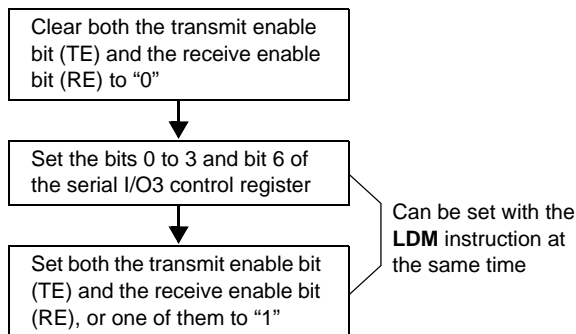 Clear both the transmit enable
bit (TE) and the receive enable
bit (RE) to “0”
Set the bits 0 to 3 and bit 6 of
the serial I/O3 control register
Can be set with the
LDM instruction at
the same time
Set both the transmit enable bit
(TE) and the receive enable bit
(RE), or one of them to “1”